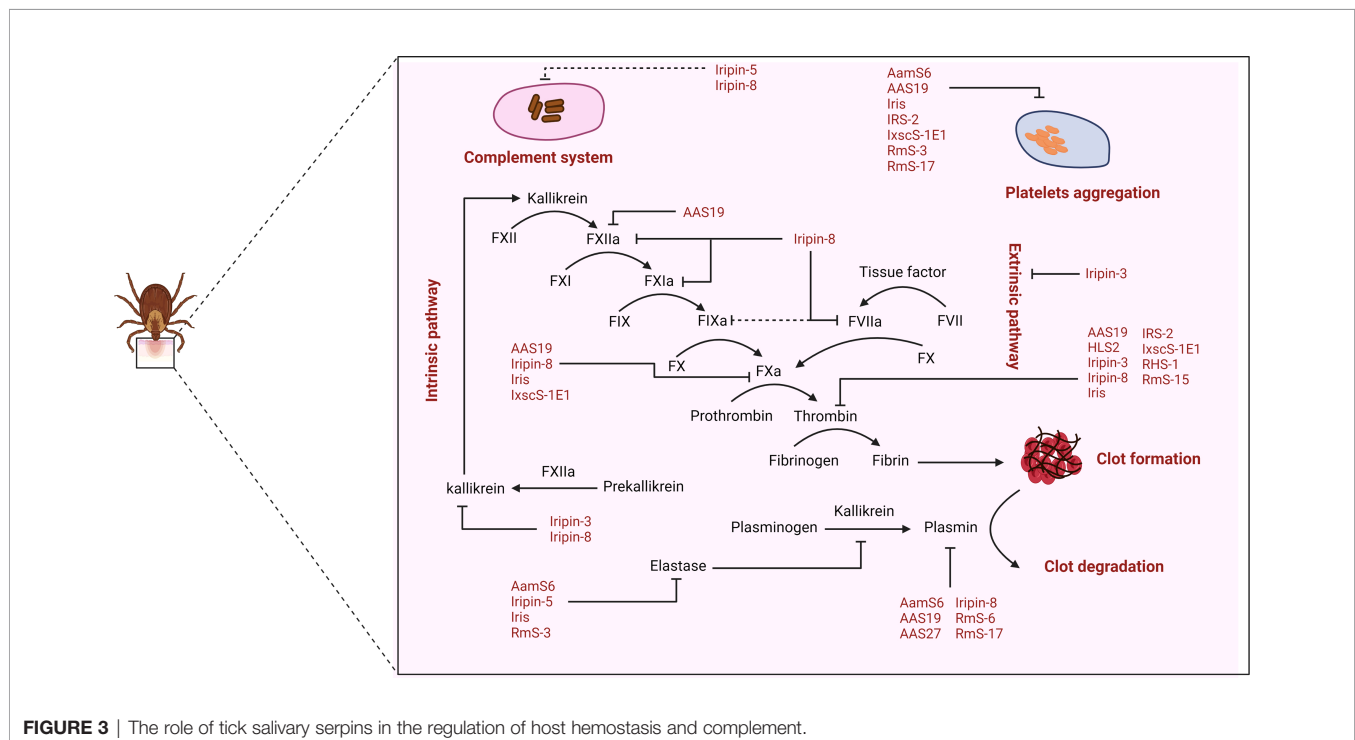 Iripin-5
Iripin-8
Complement system
AamS6
AAS19
Iris
IRS-2
IxscS-1E1
RmS-3
RmS-17
Platelets aggregation
Kallikrein
AAS19
FXII
FXIIa
Iripin-8
FXI
FXIa
Tissue factor
Iripin-3
Extrinsic pathway
Intrinsic pathway
FIX
FIXa
FVIIa
FVII
AAS19
Iripin-8
Iris
IxscS-1E1
FX
FXa
FX
AAS19 IRS-2
HLS2 IxscS-1E1
Iripin-3 RHS-1
Iripin-8 RmS-15
Iris
Prothrombin
Thrombin
Fibrinogen
Fibrin
Clot formation
FXIIa
kallikrein
Prekallikrein
Iripin-3
Iripin-8
Kallikrein
Plasminogen
Plasmin
Elastase
Clot degradation
AamS6
Iripin-5
Iris
RmS-3
AamS6 Iripin-8
AAS19 RmS-6
AAS27 RmS-17
FIGURE 3 | The role of tick salivary serpins in the regulation of host hemostasis and complement.